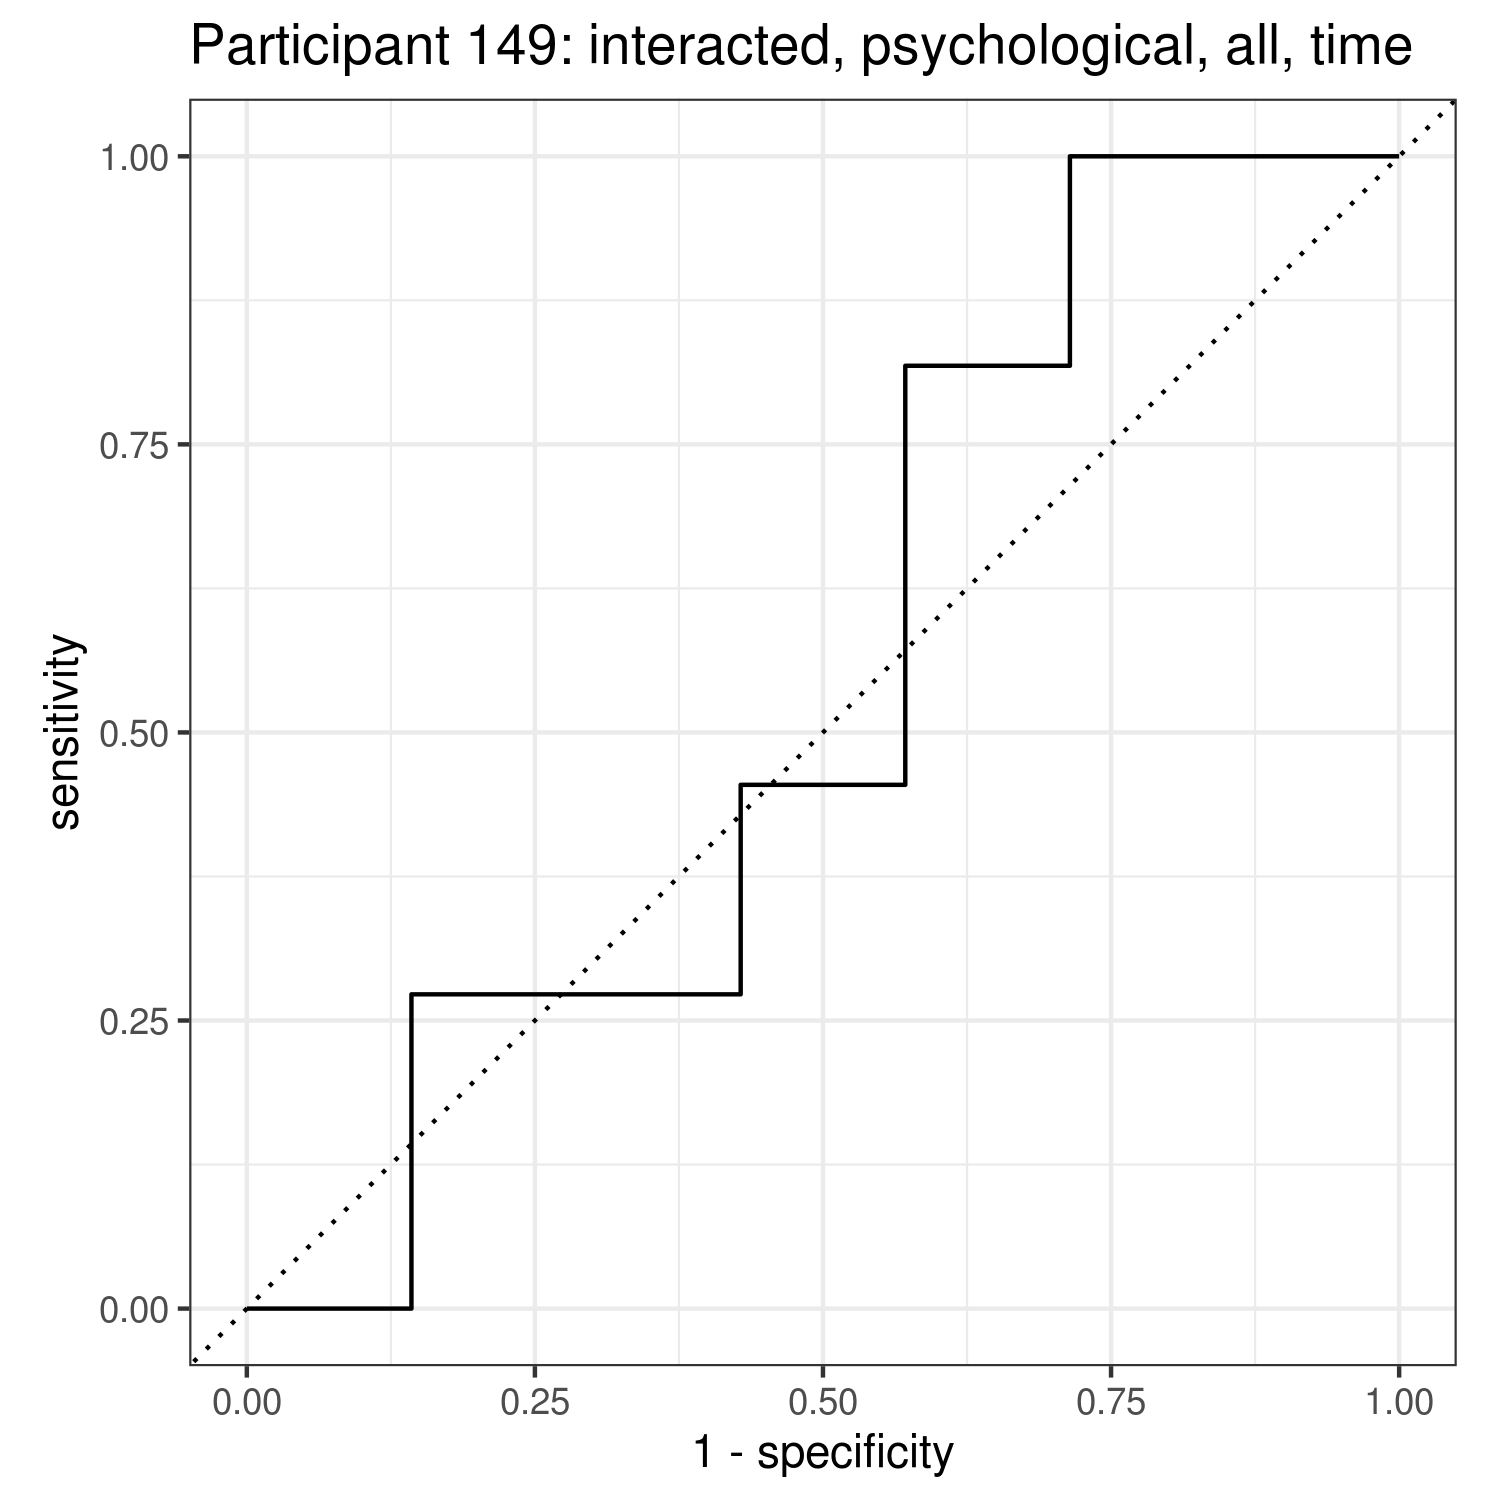 Participant 149: interacted, psychological, all, time
1.00
0.75
0.50
0.25
0.00
sensitivity
0.00 0.25 0.50 0.75 1.00
1 - specificity